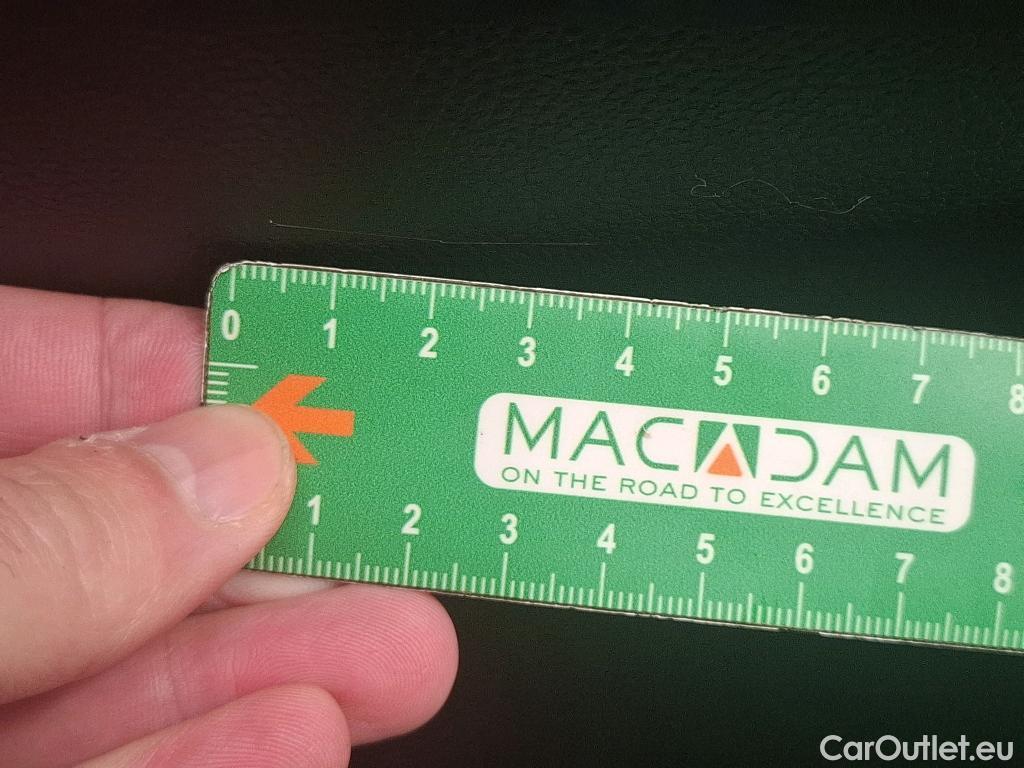 0 1 2 3 4 5 6 7 8
MACADAM
ON THE ROAD TO EXCELLENCE
1 2 3 4 5 6 7 8
CarOutlet.eu